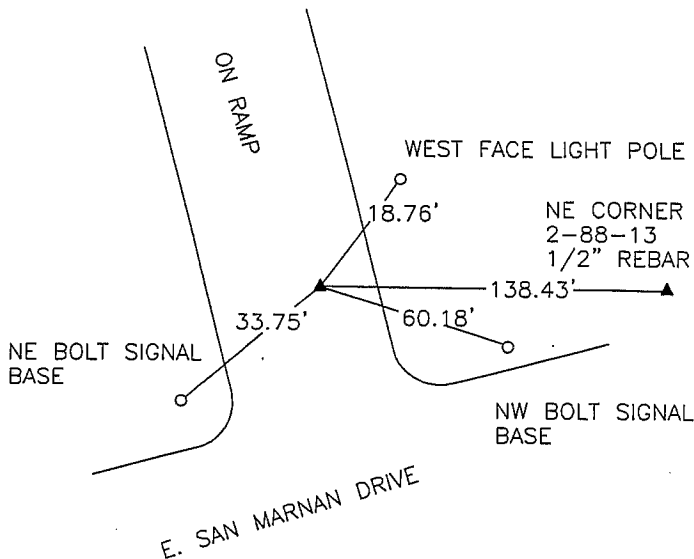 ON RAMP
WEST FACE LIGHT POLE
18.76'
NE CORNER
2-88-13
1/2" REBAR
138.43'
33.75'
60.18'
NE BOLT SIGNAL
BASE
NW BOLT SIGNAL
BASE
E. SAN MARNAN DRIVE